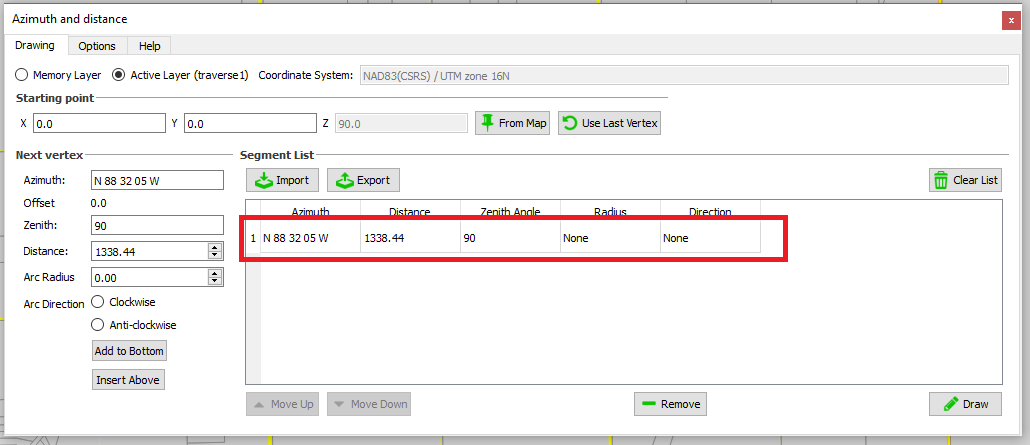 Azimuth and distance
x
Drawing Options Help
Memory Layer Active Layer (traverse1) Coordinate System: NAD83(CSRS) / UTM zone 16N
Starting point
X 0.0 Y 0.0 Z 90.0 From Map Use Last Vertex
Next vertex Segment List
Azimuth: N 88 32 05 W Import Export Clear List
Offset 0.0
Azimuth Distance Zenith Angle Radius Direction
Zenith: 90
1 N 88 32 05 W 1338.44 90 None None
Distance: 1338.44
Arc Radius 0.00
Arc Direction Clockwise
Anti-clockwise
Add to Bottom
Insert Above
Move Up Move Down Remove Draw